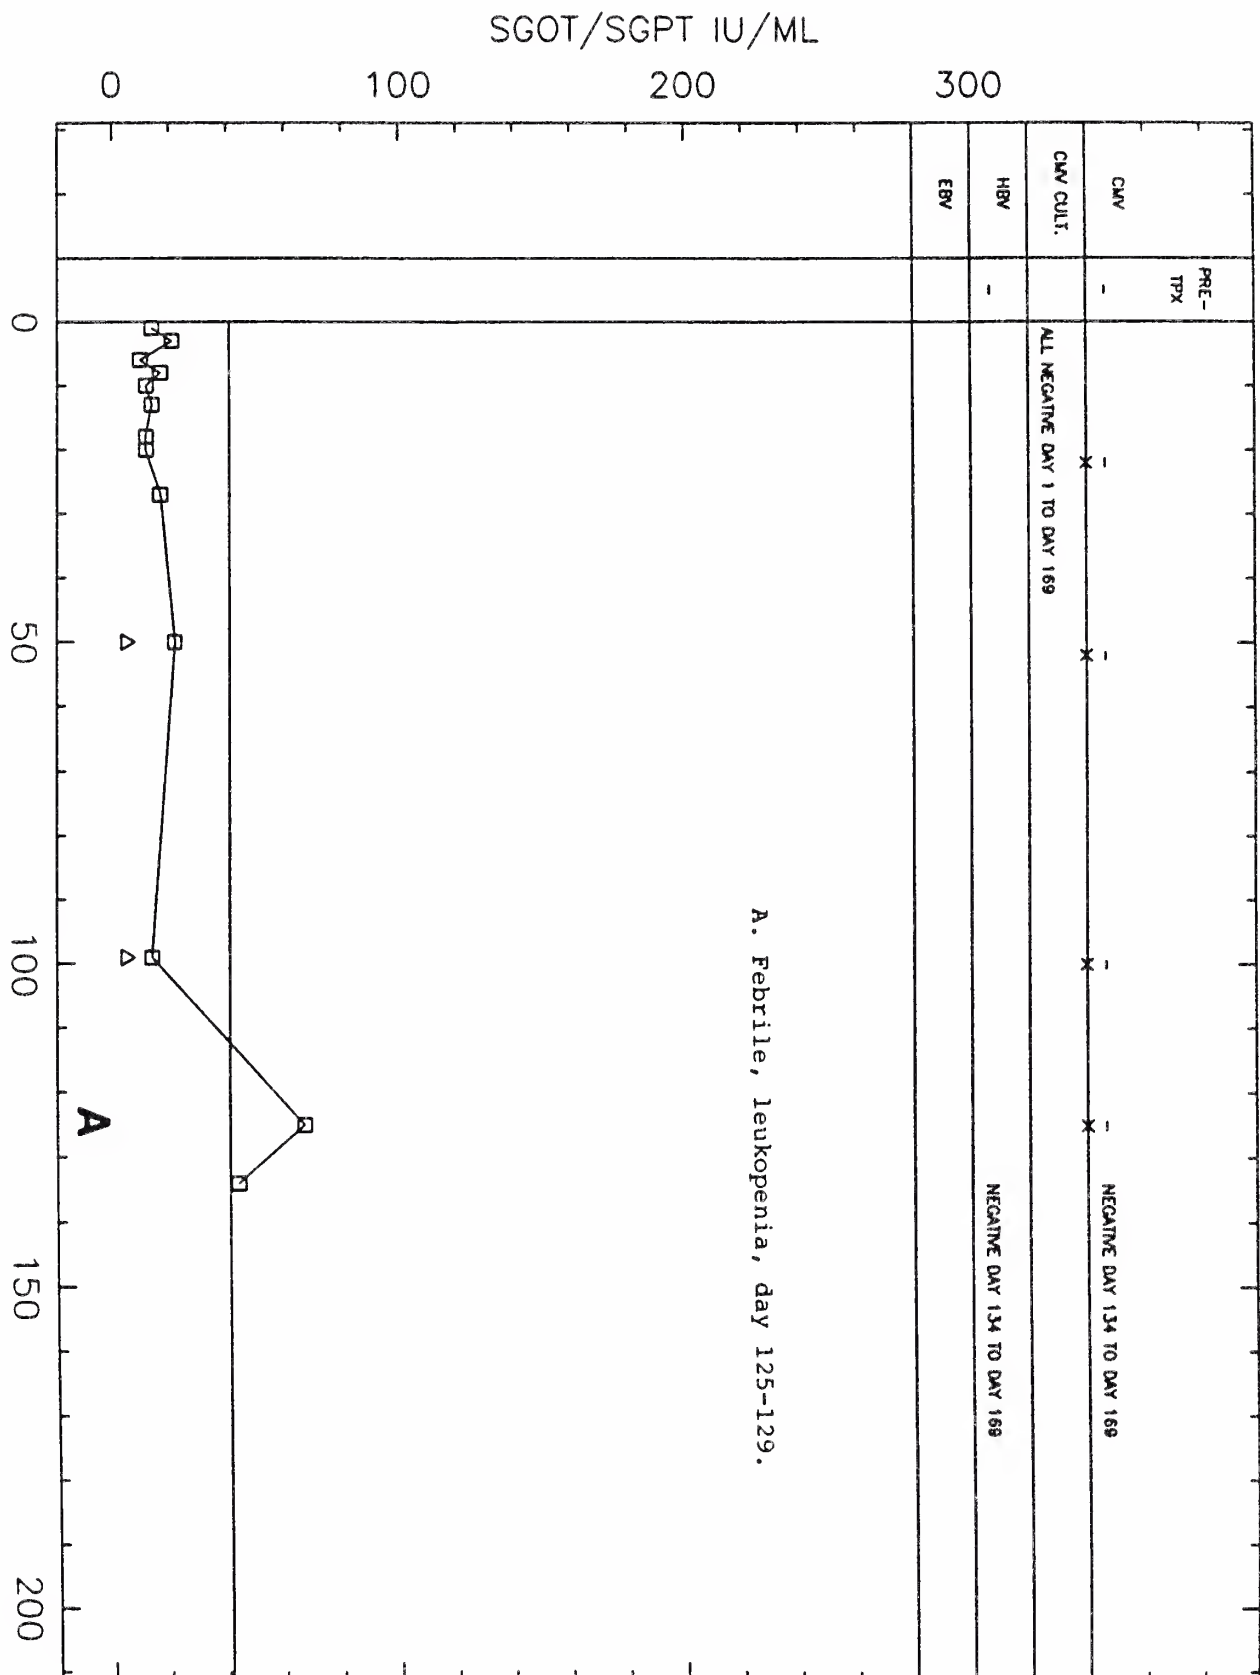 SGOT/SGPT IU/ML
0 100 200 300
PRE-
TPX
CMV - - - - - NEGATIVE DAY 134 TO DAY 169
CMV CULT. ALL NEGATIVE DAY 1 TO DAY 169
HBV - NEGATIVE DAY 134 TO DAY 169
EBV
A. Febrile, leukopenia, day 125-129.
A
0 50 100 150 200